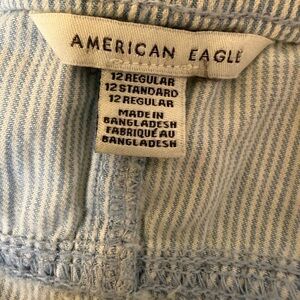 AMERICAN EAGLE
12 REGULAR
12 STANDARD
12 REGULAR
MADE IN
BANGLADESH
FABRIQUÉ AU
BANGLADESH